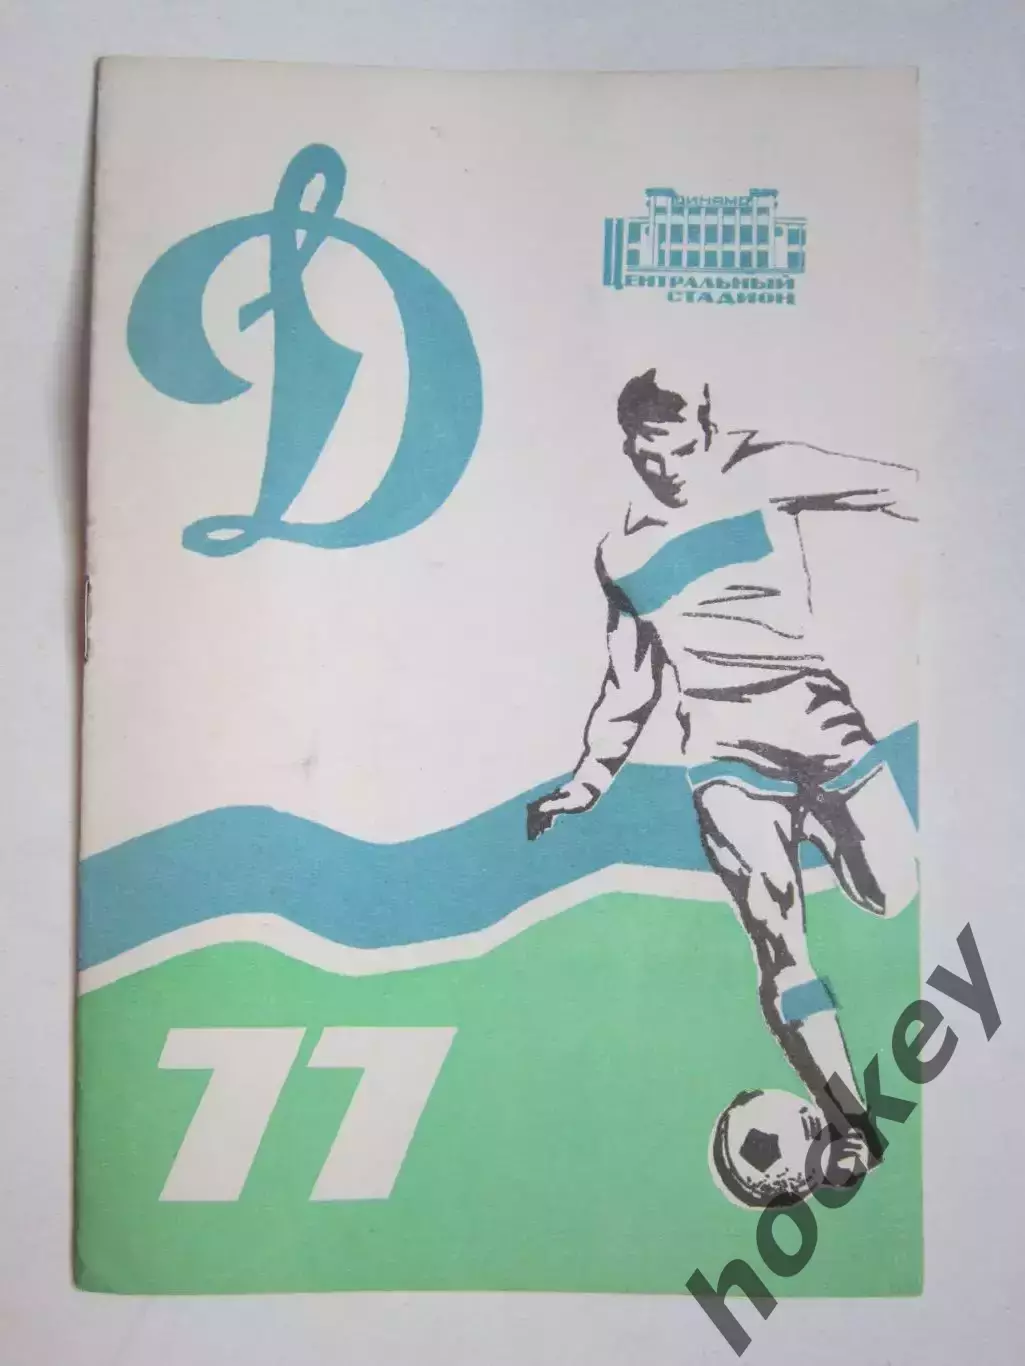 Д
ДИНАМО
ЦЕНТРАЛЬНЫЙ
СТАДИОН
77
hockey